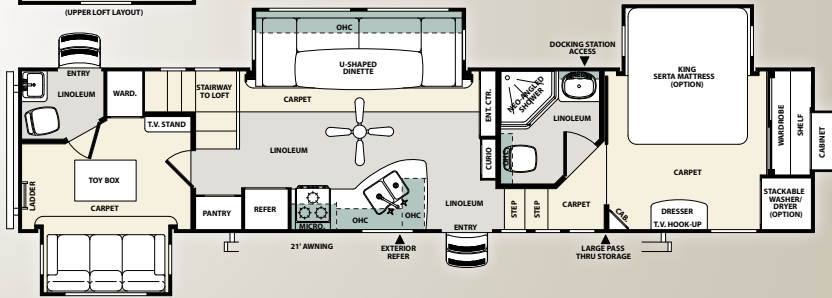 (UPPER LOFT LAYOUT)
ENTRY
LINOLEUM
WARD.
STAIRWAY
TO LOFT
T.V. STAND
LADDER
TOY BOX
CARPET
OHC
U-SHAPED
DINETTE
CARPET
LINOLEUM
PANTRY
REFER
MICRO.
OHC
OHC
21' AWNING
EXTERIOR
REFER
ENT. CTR.
CURIO
LINOLEUM
ENTRY
DOCKING STATION
ACCESS
NEO-ANGLED
SHOWER
LINOLEUM
OHC
STEP
STEP
CARPET
CAB.
LARGE PASS
THRU STORAGE
KING
SERTA MATTRESS
(OPTION)
CARPET
DRESSER
T.V. HOOK-UP
WARDROBE
SHELF
CABINET
STACKABLE
WASHER/
DRYER
(OPTION)